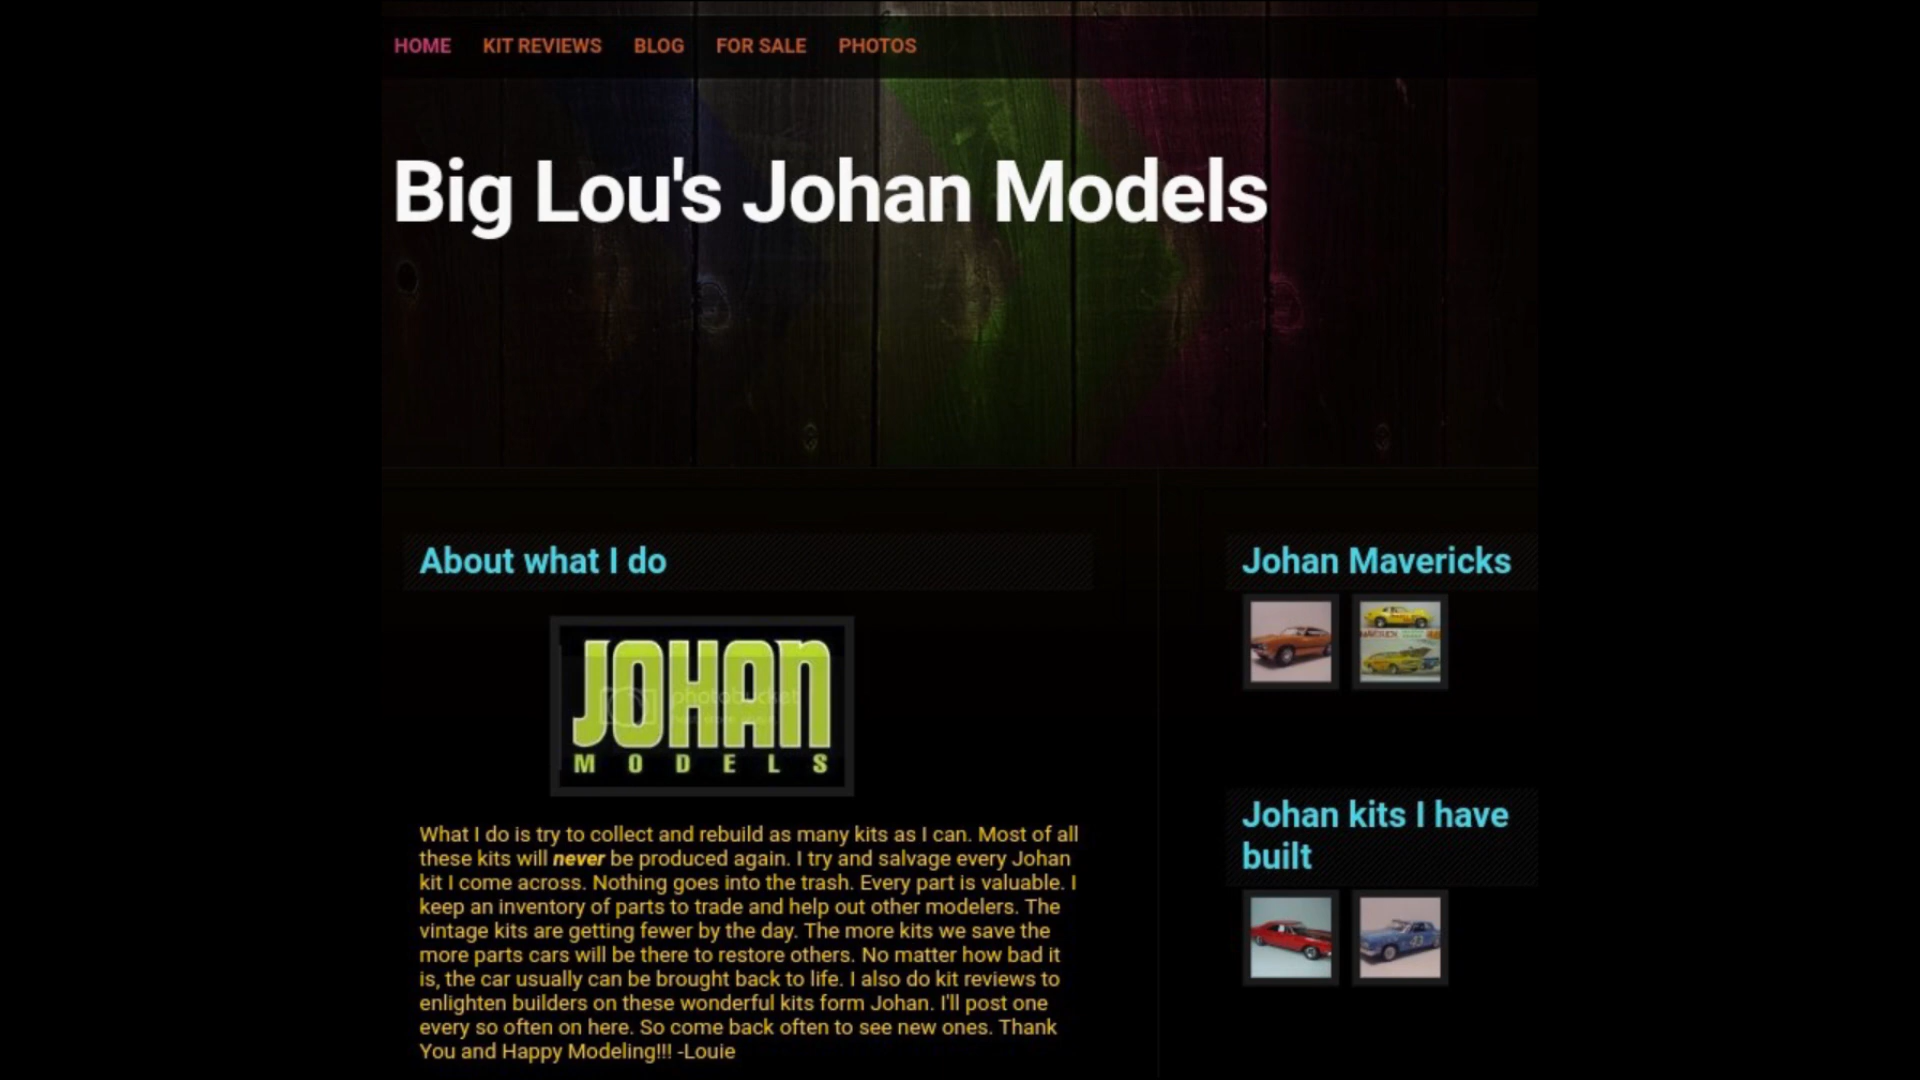 HOME KIT REVIEWS BLOG FOR SALE PHOTOS
Big Lou's Johan Models
About what I do
JOHAN
MODELS
photobucket
What I do is try to collect and rebuild as many kits as I can. Most of all
these kits will never be produced again. I try and salvage every Johan
kit I come across. Nothing goes into the trash. Every part is valuable. I
keep an inventory of parts to trade and help out other modelers. The
vintage kits are getting fewer by the day. The more kits we save the
more parts cars will be there to restore others. No matter how bad it
is, the car usually can be brought back to life. I also do kit reviews to
enlighten builders on these wonderful kits form Johan. I'll post one
every so often on here. So come back often to see new ones. Thank
You and Happy Modeling!!! -Louie
Johan Mavericks
MAVERICK
Johan kits I have
built
43